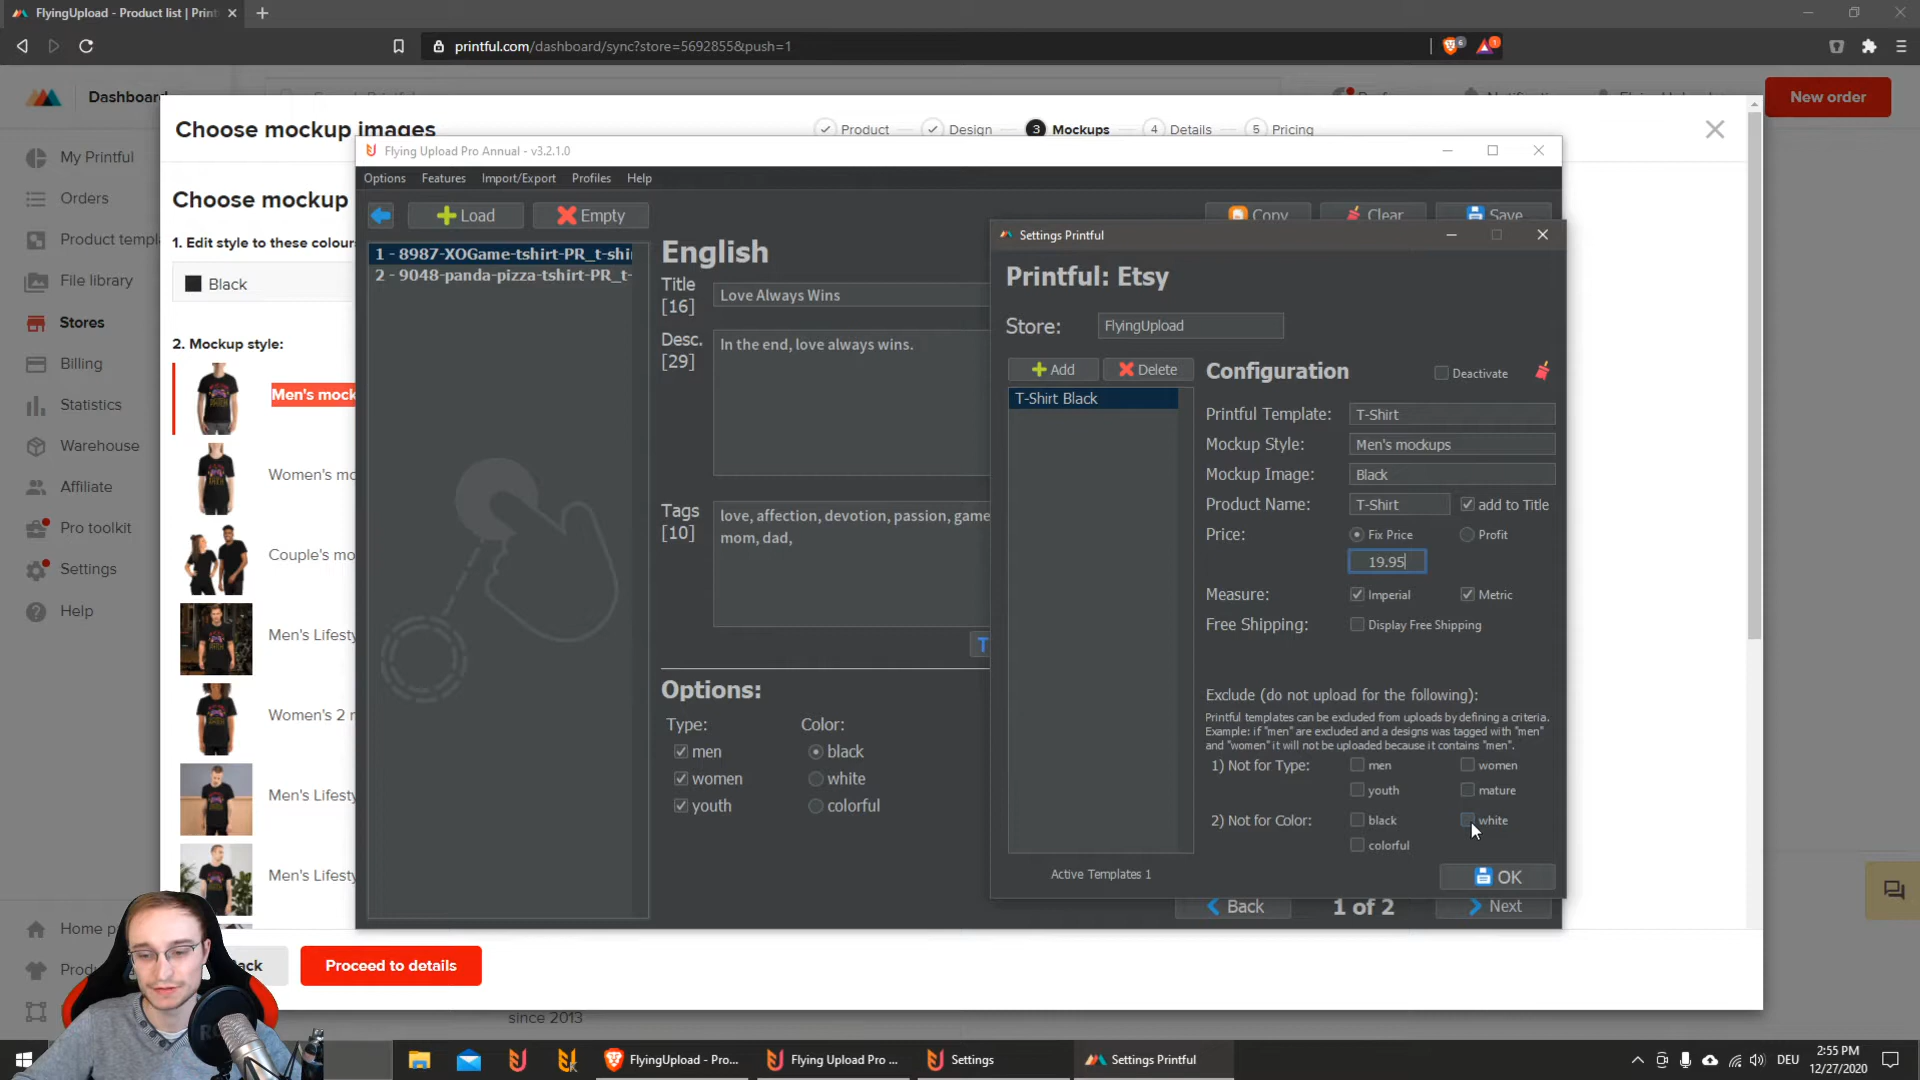 FlyingUpload - Product list | Print
printful.com/dashboard/sync?store=5692855&push=1
6
1
Dashboard
New order
My Printful
Orders
Product templ
File library
Stores
Billing
Statistics
Warehouse
Affiliate
Pro toolkit
Settings
Help
Home p
Produ
Choose mockup images
Product
Design
3 Mockups
4 Details
5 Pricing
Choose mockup
1. Edit style to these colours
Black
2. Mockup style:
Men's mock
Women's mo
Couple's mo
Men's Lifesty
Women's 2 r
Men's Lifesty
Men's Lifesty
Back
Proceed to details
since 2013
Flying Upload Pro Annual - v3.2.1.0
Options Features Import/Export Profiles Help
Load
Empty
Copy
Clear
Save
1 - 8987-XOGame-tshirt-PR_t-shi
2 - 9048-panda-pizza-tshirt-PR_t-
English
Title
[16]
Love Always Wins
Desc.
[29]
In the end, love always wins.
Tags
[10]
love, affection, devotion, passion, game
mom, dad,
T
Options:
Type:
Color:
men
black
women
white
youth
colorful
Back
1 of 2
Next
Settings Printful
Printful: Etsy
Store:
FlyingUpload
Add
Delete
T-Shirt Black
Active Templates 1
Configuration
Deactivate
Printful Template:
T-Shirt
Mockup Style:
Men's mockups
Mockup Image:
Black
Product Name:
T-Shirt
add to Title
Price:
Fix Price
Profit
19.95
Measure:
Imperial
Metric
Free Shipping:
Display Free Shipping
Exclude (do not upload for the following):
Printful templates can be excluded from uploads by defining a criteria.
Example: if "men" are excluded and a designs was tagged with "men"
and "women" it will not be uploaded because it contains "men".
1) Not for Type:
men
women
youth
mature
2) Not for Color:
black
white
colorful
OK
FlyingUpload - Pro...
Flying Upload Pro ...
Settings
Settings Printful
DEU
2:55 PM
12/27/2020